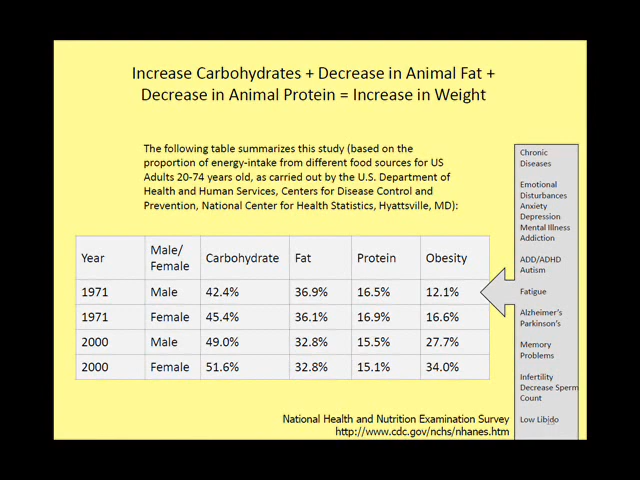 Increase Carbohydrates + Decrease in Animal Fat +
Decrease in Animal Protein = Increase in Weight
The following table summarizes this study (based on the
proportion of energy-intake from different food sources for US
Adults 20-74 years old, as carried out by the U.S. Department of
Health and Human Services, Centers for Disease Control and
Prevention, National Center for Health Statistics, Hyattsville, MD):
Year Male/ Female Carbohydrate Fat Protein Obesity
1971 Male 42.4% 36.9% 16.5% 12.1%
1971 Female 45.4% 36.1% 16.9% 16.6%
2000 Male 49.0% 32.8% 15.5% 27.7%
2000 Female 51.6% 32.8% 15.1% 34.0%
Chronic
Diseases
Emotional
Disturbances
Anxiety
Depression
Mental Illness
Addiction
ADD/ADHD
Autism
Fatigue
Alzheimer's
Parkinson's
Memory
Problems
Infertility
Decrease Sperm
Count
Low Libido
National Health and Nutrition Examination Survey
http://www.cdc.gov/nchs/nhanes.htm